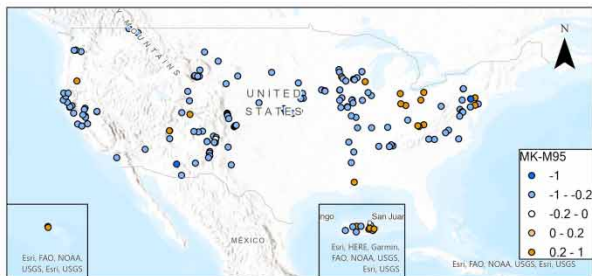 MOUNTAINS
N
UNITED
STATES
MK-M95
-1
-1 - -0.2
-0.2 - 0
0 - 0.2
0.2 - 1
MÉXICO
Esri, FAO, NOAA,
USGS, Esri, USGS
ngo
San Juan
Esri, HERE, Garmin,
FAO, NOAA, USGS,
Esri, USGS
Esri, FAO, NOAA, USGS, Esri, USGS